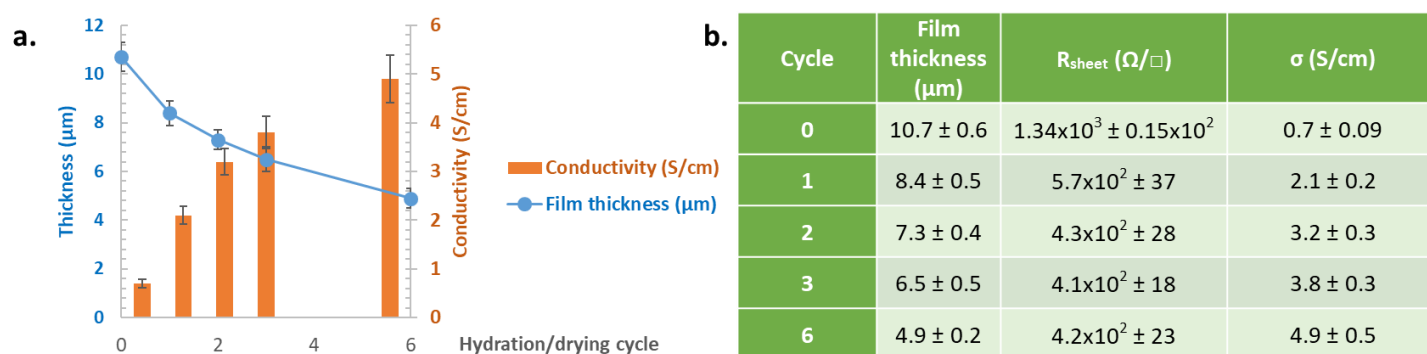 a.
Thickness (µm)
12
10
8
6
4
2
0
0
2
4
6
Hydration/drying cycle
6
5
4
3
2
1
0
Conductivity (S/cm)
Conductivity (S/cm)
Film thickness (µm)
b.
Cycle Film thickness (µm) Rsheet (Ω/□) σ (S/cm)
0 10.7 ± 0.6 1.34x10³ ± 0.15x10² 0.7 ± 0.09
1 8.4 ± 0.5 5.7x10² ± 37 2.1 ± 0.2
2 7.3 ± 0.4 4.3x10² ± 28 3.2 ± 0.3
3 6.5 ± 0.5 4.1x10² ± 18 3.8 ± 0.3
6 4.9 ± 0.2 4.2x10² ± 23 4.9 ± 0.5